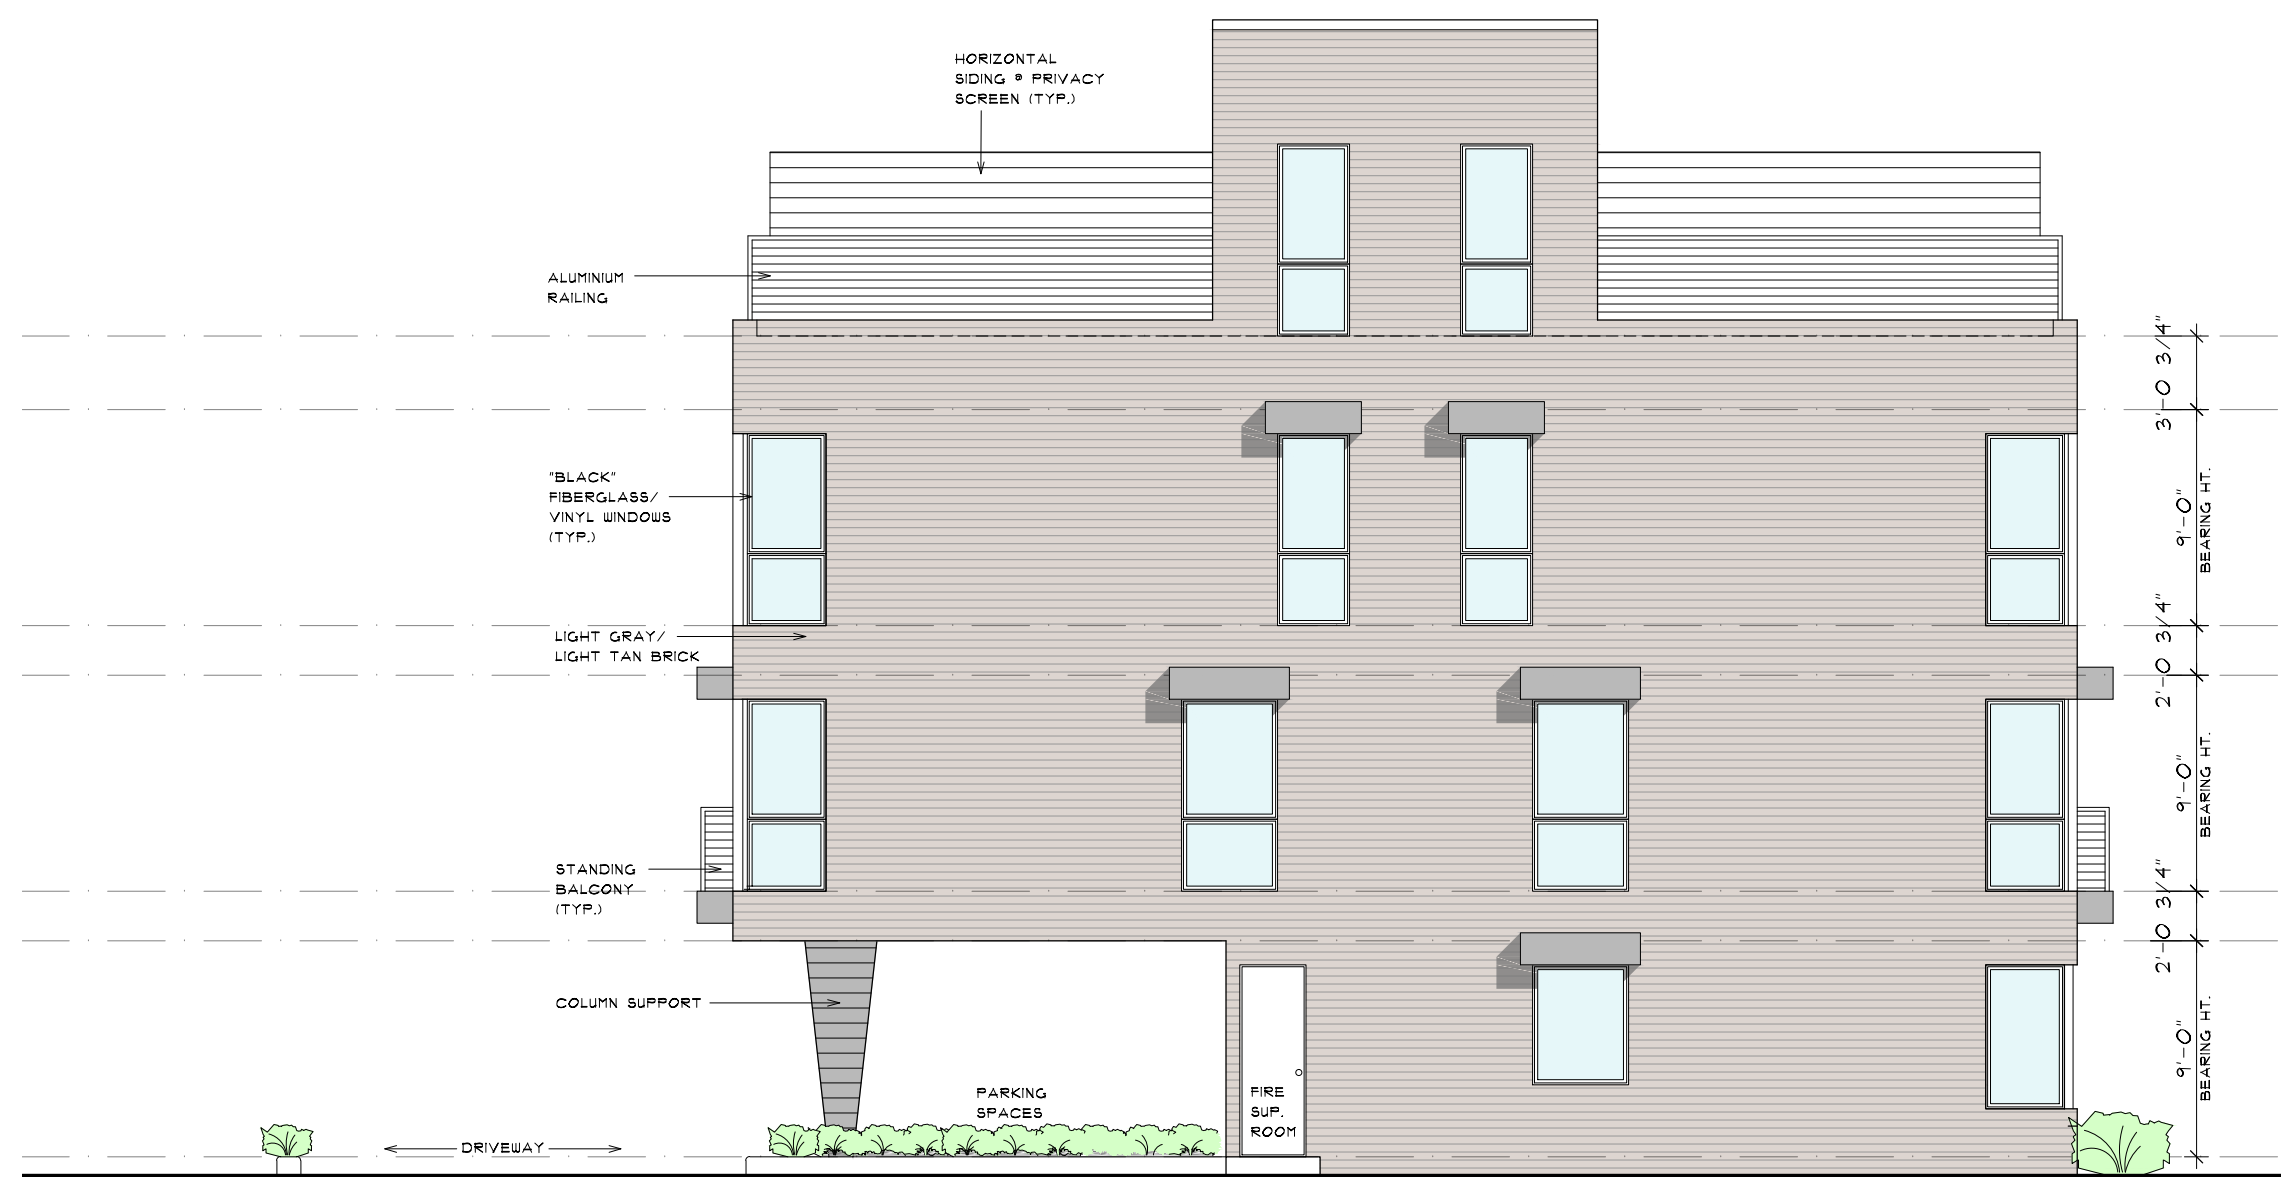 HORIZONTAL
SIDING @ PRIVACY
SCREEN (TYP.)
ALUMINIUM
RAILING
"BLACK"
FIBERGLASS/
VINYL WINDOWS
(TYP.)
LIGHT GRAY/
LIGHT TAN BRICK
STANDING
BALCONY
(TYP.)
COLUMN SUPPORT
PARKING
SPACES
FIRE
SUP.
ROOM
DRIVEWAY
3'-0 3/4"
9'-0"
BEARING HT.
2'-0 3/4"
9'-0"
BEARING HT.
2'-0 3/4"
9'-0"
BEARING HT.